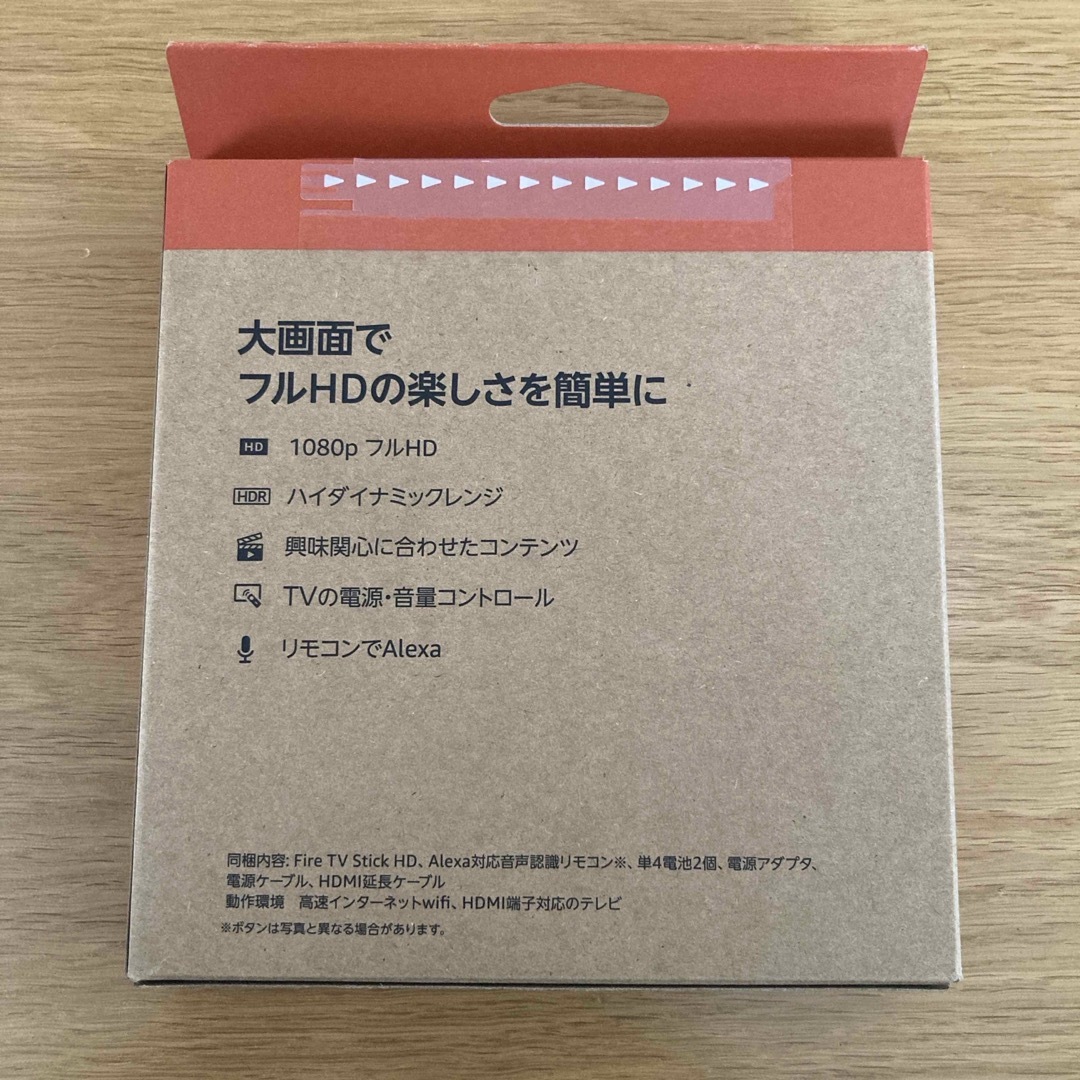 大画面で
フルHDの楽しさを簡単に
HD 1080p フルHD
HDR ハイダイナミックレンジ
興味関心に合わせたコンテンツ
TVの電源・音量コントロール
リモコンでAlexa
同梱内容: Fire TV Stick HD、Alexa対応音声認識リモコン※、単4電池2個、電源アダプタ、
電源ケーブル、HDMI延長ケーブル
動作環境　高速インターネットwifi、HDMI端子対応のテレビ
※ボタンは写真と異なる場合があります。